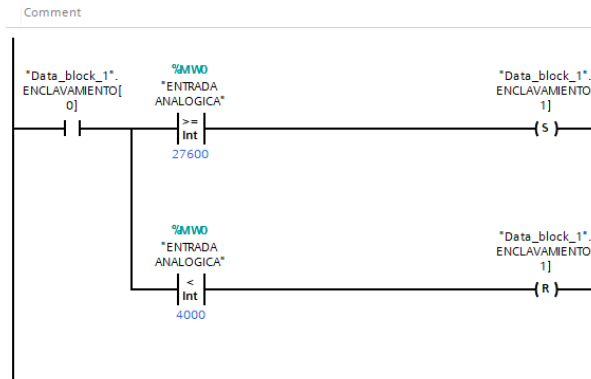 Comment
"Data_block_1".
ENCLAVAMIENTO[
0]
%MW0
"ENTRADA
ANALOGICA"
>=
Int
27600
"Data_block_1".
ENCLAVAMIENTO
1]
S
%MW0
"ENTRADA
ANALOGICA"
<
Int
4000
"Data_block_1".
ENCLAVAMIENTO
1]
R